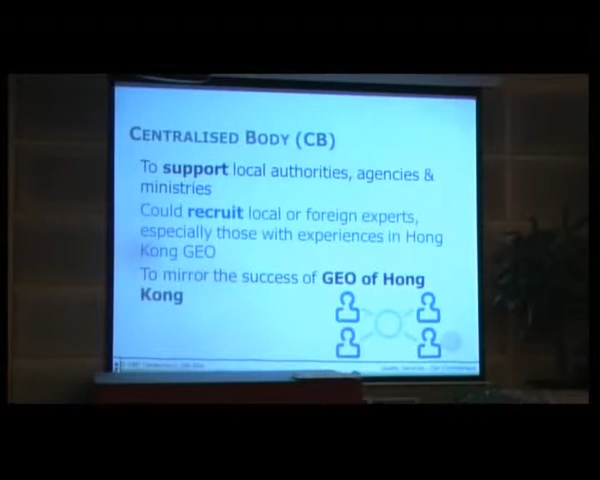 CENTRALISED BODY (CB)
To support local authorities, agencies &
ministries
Could recruit local or foreign experts,
especially those with experiences in Hong
Kong GEO
To mirror the success of GEO of Hong
Kong